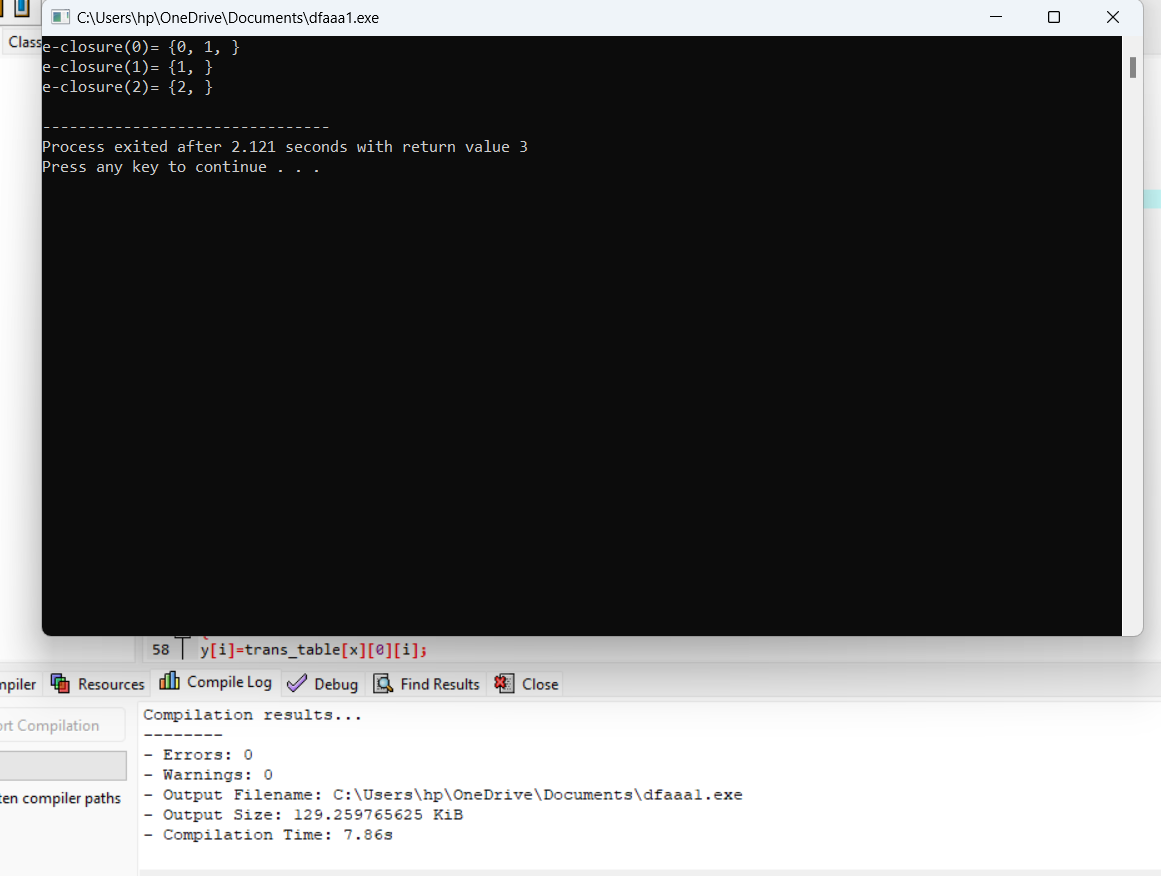 C:\Users\hp\OneDrive\Documents\dfaaa1.exe
Class
e-closure(0)= {0, 1, }
e-closure(1)= {1, }
e-closure(2)= {2, }
--------------------------------
Process exited after 2.121 seconds with return value 3
Press any key to continue . . .
58 y[i]=trans_table[x][0][i];
mpiler Resources Compile Log Debug Find Results Close
ort Compilation
Compilation results...
--------
- Errors: 0
- Warnings: 0
ten compiler paths
- Output Filename: C:\Users\hp\OneDrive\Documents\dfaaa1.exe
- Output Size: 129.259765625 KiB
- Compilation Time: 7.86s